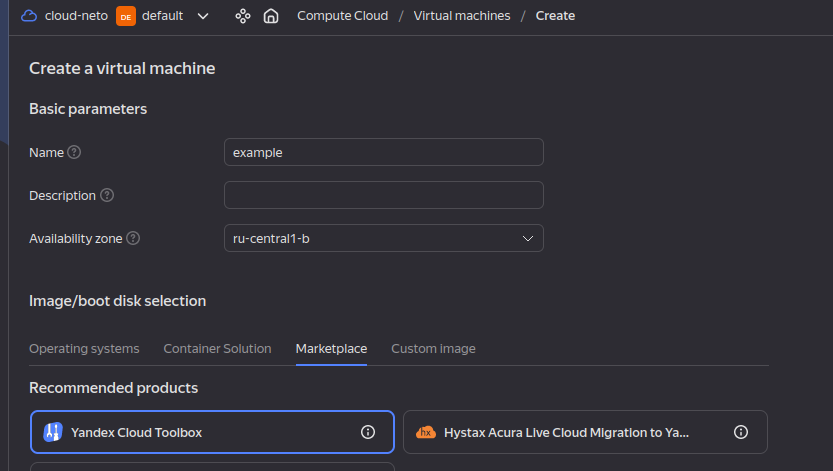 cloud-neto DE default Compute Cloud / Virtual machines / Create
Create a virtual machine
Basic parameters
Name ? example
Description ?
Availability zone ? ru-central1-b
Image/boot disk selection
Operating systems Container Solution Marketplace Custom image
Recommended products
Yandex Cloud Toolbox hx Hystax Acura Live Cloud Migration to Ya...